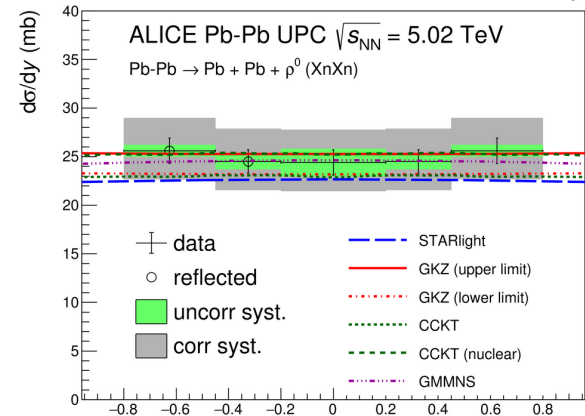 ALICE Pb-Pb UPC √sNN = 5.02 TeV
Pb-Pb → Pb + Pb + ρ0 (XnXn)
dσ/dy (mb)
40
35
30
25
20
15
10
5
0
data
reflected
uncorr syst.
corr syst.
STARlight
GKZ (upper limit)
GKZ (lower limit)
CCKT
CCKT (nuclear)
GMMNS
−0.8 −0.6 −0.4 −0.2 0 0.2 0.4 0.6 0.8